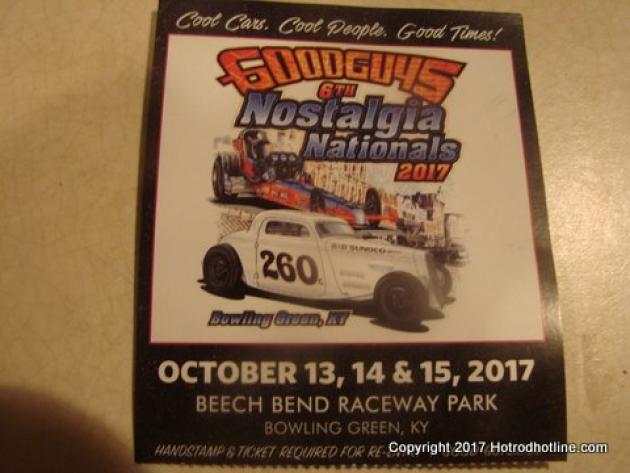 Cool Cars. Cool People. Good Times!
GOODGUYS
6TH
Nostalgia
Nationals
2017
260
SUNOCO
Bowling Green, KY
OCTOBER 13, 14 & 15, 2017
BEECH BEND RACEWAY PARK
BOWLING GREEN, KY
HANDSTAMP & TICKET REQUIRED FOR
Copyright 2017 Hotrodhotline.com